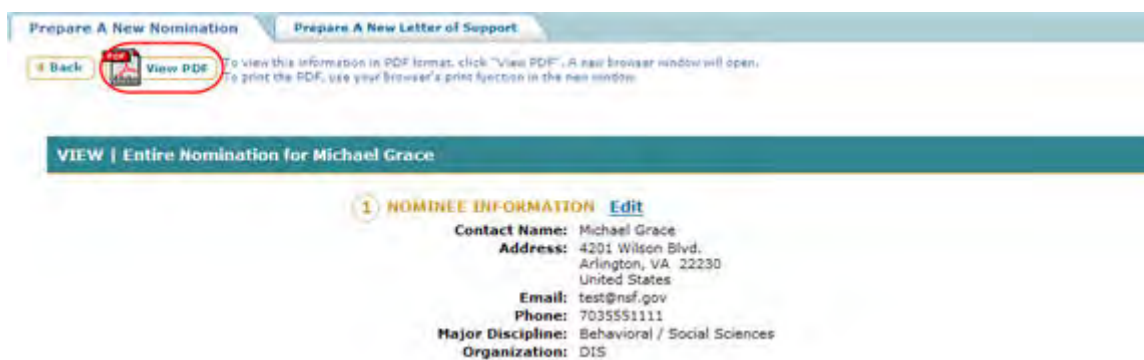 Prepare A New Nomination
Prepare A New Letter of Support
Back
PDF
View PDF
To view this information in PDF format, click "View PDF". A new browser window will open.
To print the PDF, use your browser's print function in the new window.
VIEW | Entire Nomination for Michael Grace
1 NOMINEE INFORMATION Edit
Contact Name: Michael Grace
Address: 4201 Wilson Blvd.
Arlington, VA 22230
United States
Email: test@nsf.gov
Phone: 7035551111
Major Discipline: Behavioral / Social Sciences
Organization: DIS